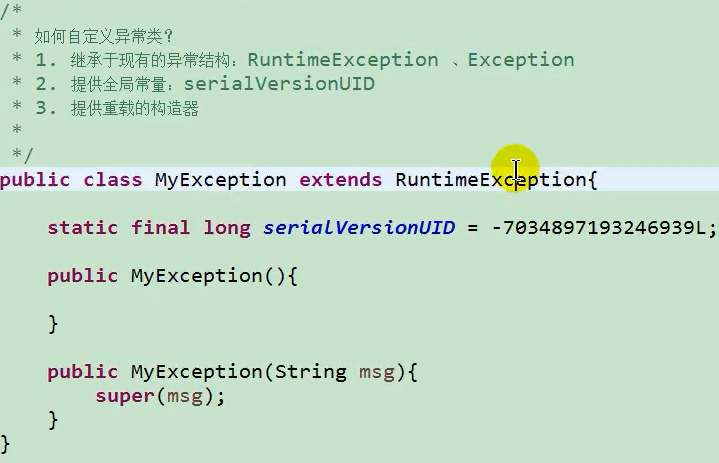 /*
 * 如何自定义异常类？
 * 1. 继承于现有的异常结构：RuntimeException 、Exception
 * 2. 提供全局常量：serialVersionUID
 * 3. 提供重载的构造器
 *
 */
public class MyException extends RuntimeException{
    static final long serialVersionUID = -7034897193246939L;
    public MyException(){
    }
    public MyException(String msg){
        super(msg);
    }
}